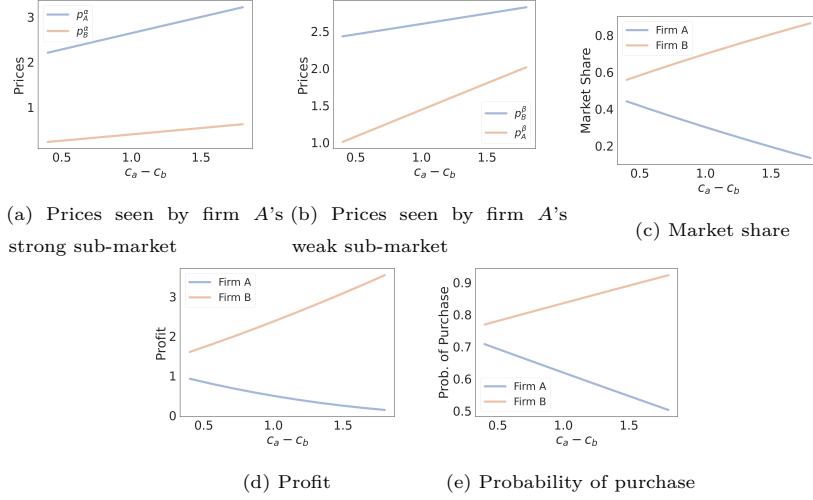 3
2
1
Prices
p_A^α
p_B^α
0.5 1.0 1.5
c_a − c_b
2.5
2.0
1.5
1.0
Prices
p_B^β
p_A^β
0.5 1.0 1.5
c_a − c_b
0.8
0.6
0.4
0.2
Market Share
Firm A
Firm B
0.5 1.0 1.5
c_a − c_b
(a) Prices seen by firm A's
strong sub-market
(b) Prices seen by firm A's
weak sub-market
(c) Market share
3
2
1
0
Profit
Firm A
Firm B
0.5 1.0 1.5
c_a − c_b
0.9
0.8
0.7
0.6
0.5
Prob. of Purchase
Firm A
Firm B
0.5 1.0 1.5
c_a − c_b
(d) Profit
(e) Probability of purchase